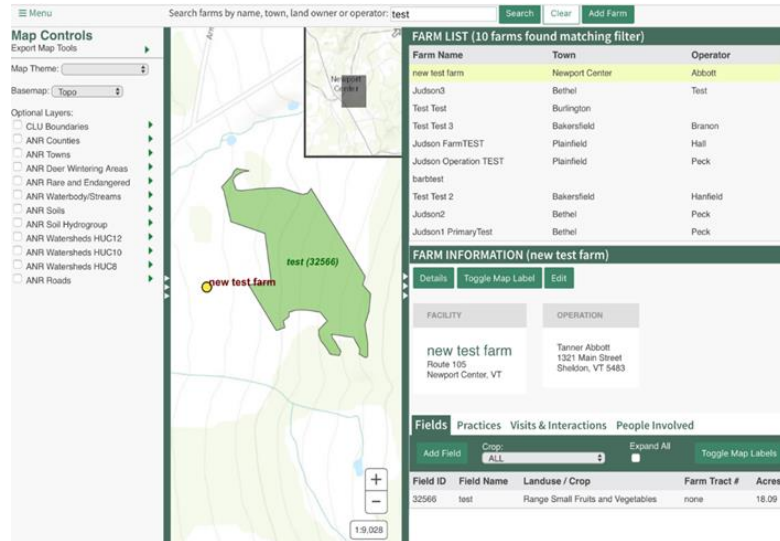 ☰ Menu
Search farms by name, town, land owner or operator: test Search Clear Add Farm
Map Controls
Export Map Tools
Map Theme:
Basemap: Topo
Optional Layers:
CLU Boundaries
ANR Counties
ANR Towns
ANR Deer Wintering Areas
ANR Rare and Endangered
ANR Waterbody/Streams
ANR Soils
ANR Soil Hydrogroup
ANR Watersheds HUC12
ANR Watersheds HUC10
ANR Watersheds HUC8
ANR Roads
Newport
Center
test (32566)
new test farm
+
−
1:9,028
FARM LIST (10 farms found matching filter)
Farm Name Town Operator
new test farm Newport Center Abbott
Judson3 Bethel Test
Test Test Burlington
Test Test 3 Bakersfield Branon
Judson FarmTEST Plainfield Hall
Judson Operation TEST Plainfield Peck
barbtest
Test Test 2 Bakersfield Hanfield
Judson2 Bethel Peck
Judson1 PrimaryTest Bethel Peck
FARM INFORMATION (new test farm)
Details Toggle Map Label Edit
FACILITY
new test farm
Route 105
Newport Center, VT
OPERATION
Tanner Abbott
1321 Main Street
Sheldon, VT 5483
Fields Practices Visits & Interactions People Involved
Add Field Crop: ALL Expand All Toggle Map Labels
Field ID Field Name Landuse / Crop Farm Tract # Acres
32566 test Range Small Fruits and Vegetables none 18.09